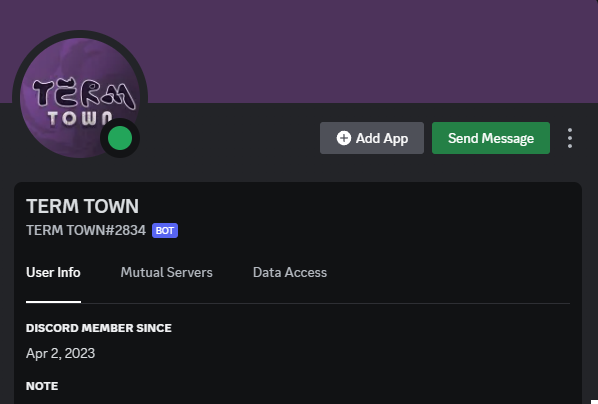 TERM
TOWN
Add App
Send Message
TERM TOWN
TERM TOWN#2834 BOT
User Info
Mutual Servers
Data Access
DISCORD MEMBER SINCE
Apr 2, 2023
NOTE